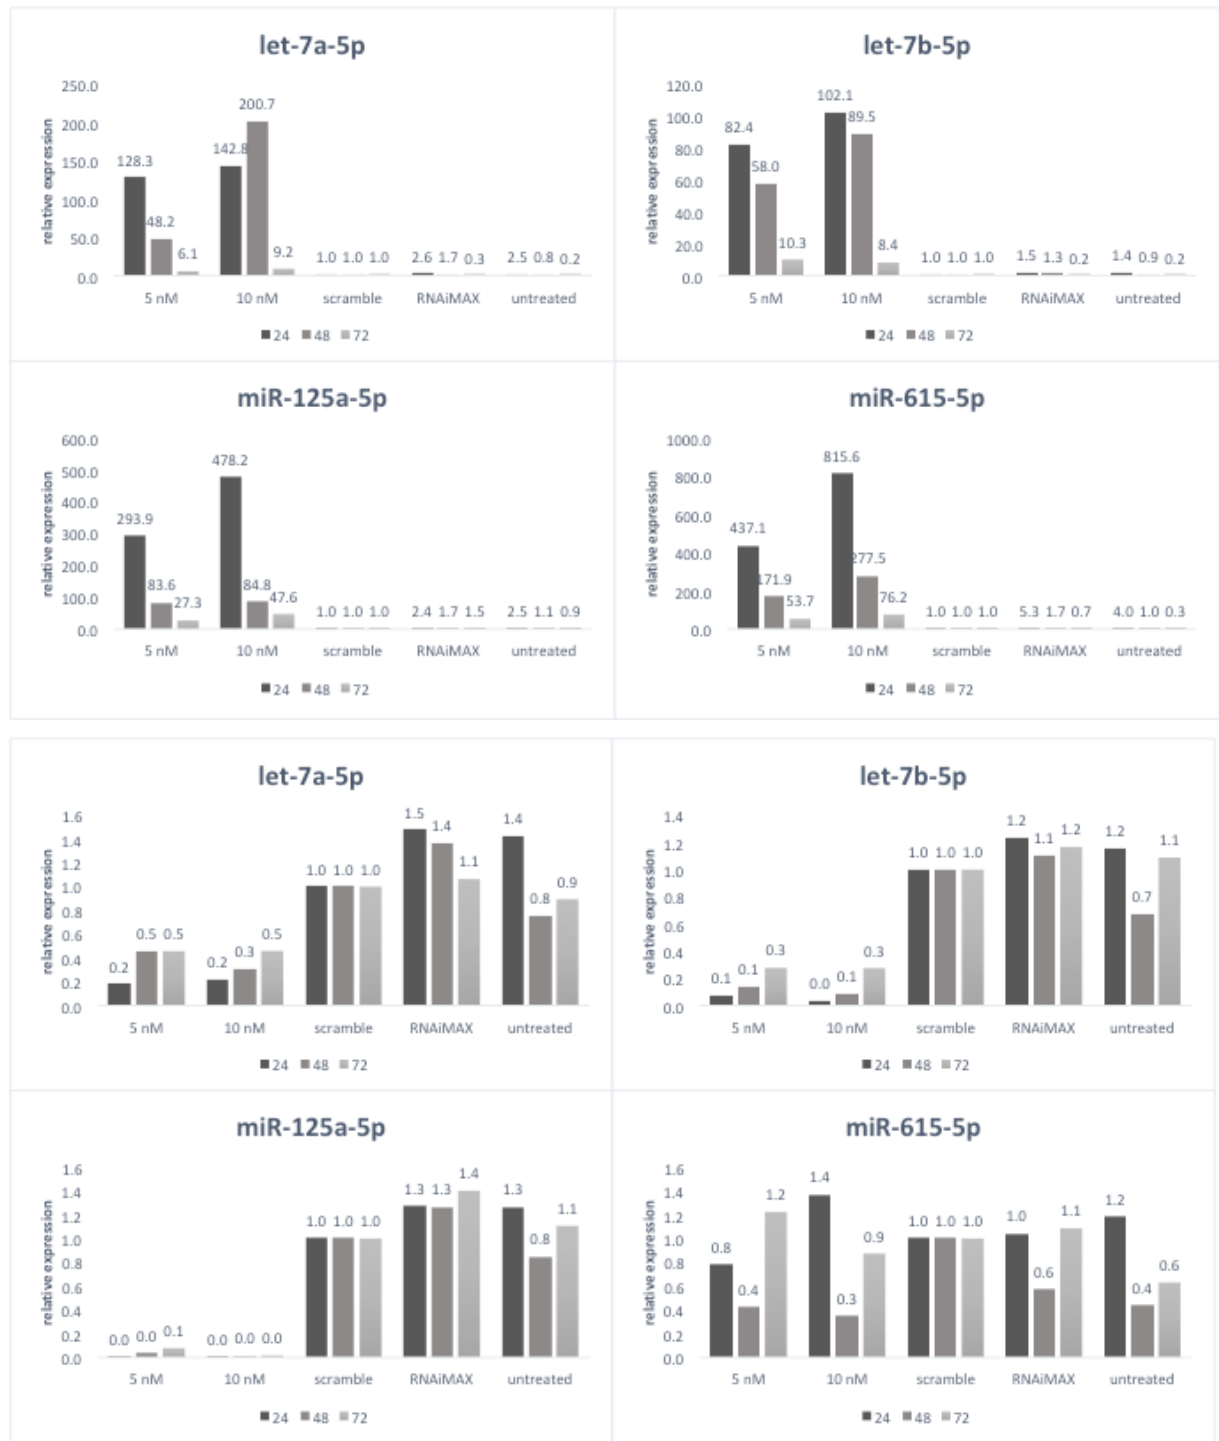 let-7a-5p
relative expression
250.0
200.0
150.0
100.0
50.0
0.0
128.3 48.2 6.1
142.8 200.7 9.2
1.0 1.0 1.0
2.6 1.7 0.3
2.5 0.8 0.2
5 nM 10 nM scramble RNAiMAX untreated
24 48 72
let-7b-5p
relative expression
120.0
100.0
80.0
60.0
40.0
20.0
0.0
82.4 58.0 10.3
102.1 89.5 8.4
1.0 1.0 1.0
1.5 1.3 0.2
1.4 0.9 0.2
5 nM 10 nM scramble RNAiMAX untreated
24 48 72
miR-125a-5p
relative expression
600.0
500.0
400.0
300.0
200.0
100.0
0.0
293.9 83.6 27.3
478.2 84.8 47.6
1.0 1.0 1.0
2.4 1.7 1.5
2.5 1.1 0.9
5 nM 10 nM scramble RNAiMAX untreated
24 48 72
miR-615-5p
relative expression
1000.0
800.0
600.0
400.0
200.0
0.0
437.1 171.9 53.7
815.6 277.5 76.2
1.0 1.0 1.0
5.3 1.7 0.7
4.0 1.0 0.3
5 nM 10 nM scramble RNAiMAX untreated
24 48 72
let-7a-5p
relative expression
1.6
1.4
1.2
1.0
0.8
0.6
0.4
0.2
0.0
0.2 0.5 0.5
0.2 0.3 0.5
1.0 1.0 1.0
1.5 1.4 1.1
1.4 0.8 0.9
5 nM 10 nM scramble RNAiMAX untreated
24 48 72
let-7b-5p
relative expression
1.4
1.2
1.0
0.8
0.6
0.4
0.2
0.0
0.1 0.1 0.3
0.0 0.1 0.3
1.0 1.0 1.0
1.2 1.1 1.2
1.2 0.7 1.1
5 nM 10 nM scramble RNAiMAX untreated
24 48 72
miR-125a-5p
relative expression
1.6
1.4
1.2
1.0
0.8
0.6
0.4
0.2
0.0
0.0 0.0 0.1
0.0 0.0 0.0
1.0 1.0 1.0
1.3 1.3 1.4
1.3 0.8 1.1
5 nM 10 nM scramble RNAiMAX untreated
24 48 72
miR-615-5p
relative expression
1.6
1.4
1.2
1.0
0.8
0.6
0.4
0.2
0.0
0.8 0.4 1.2
1.4 0.3 0.9
1.0 1.0 1.0
1.0 0.6 1.1
1.2 0.4 0.6
5 nM 10 nM scramble RNAiMAX untreated
24 48 72